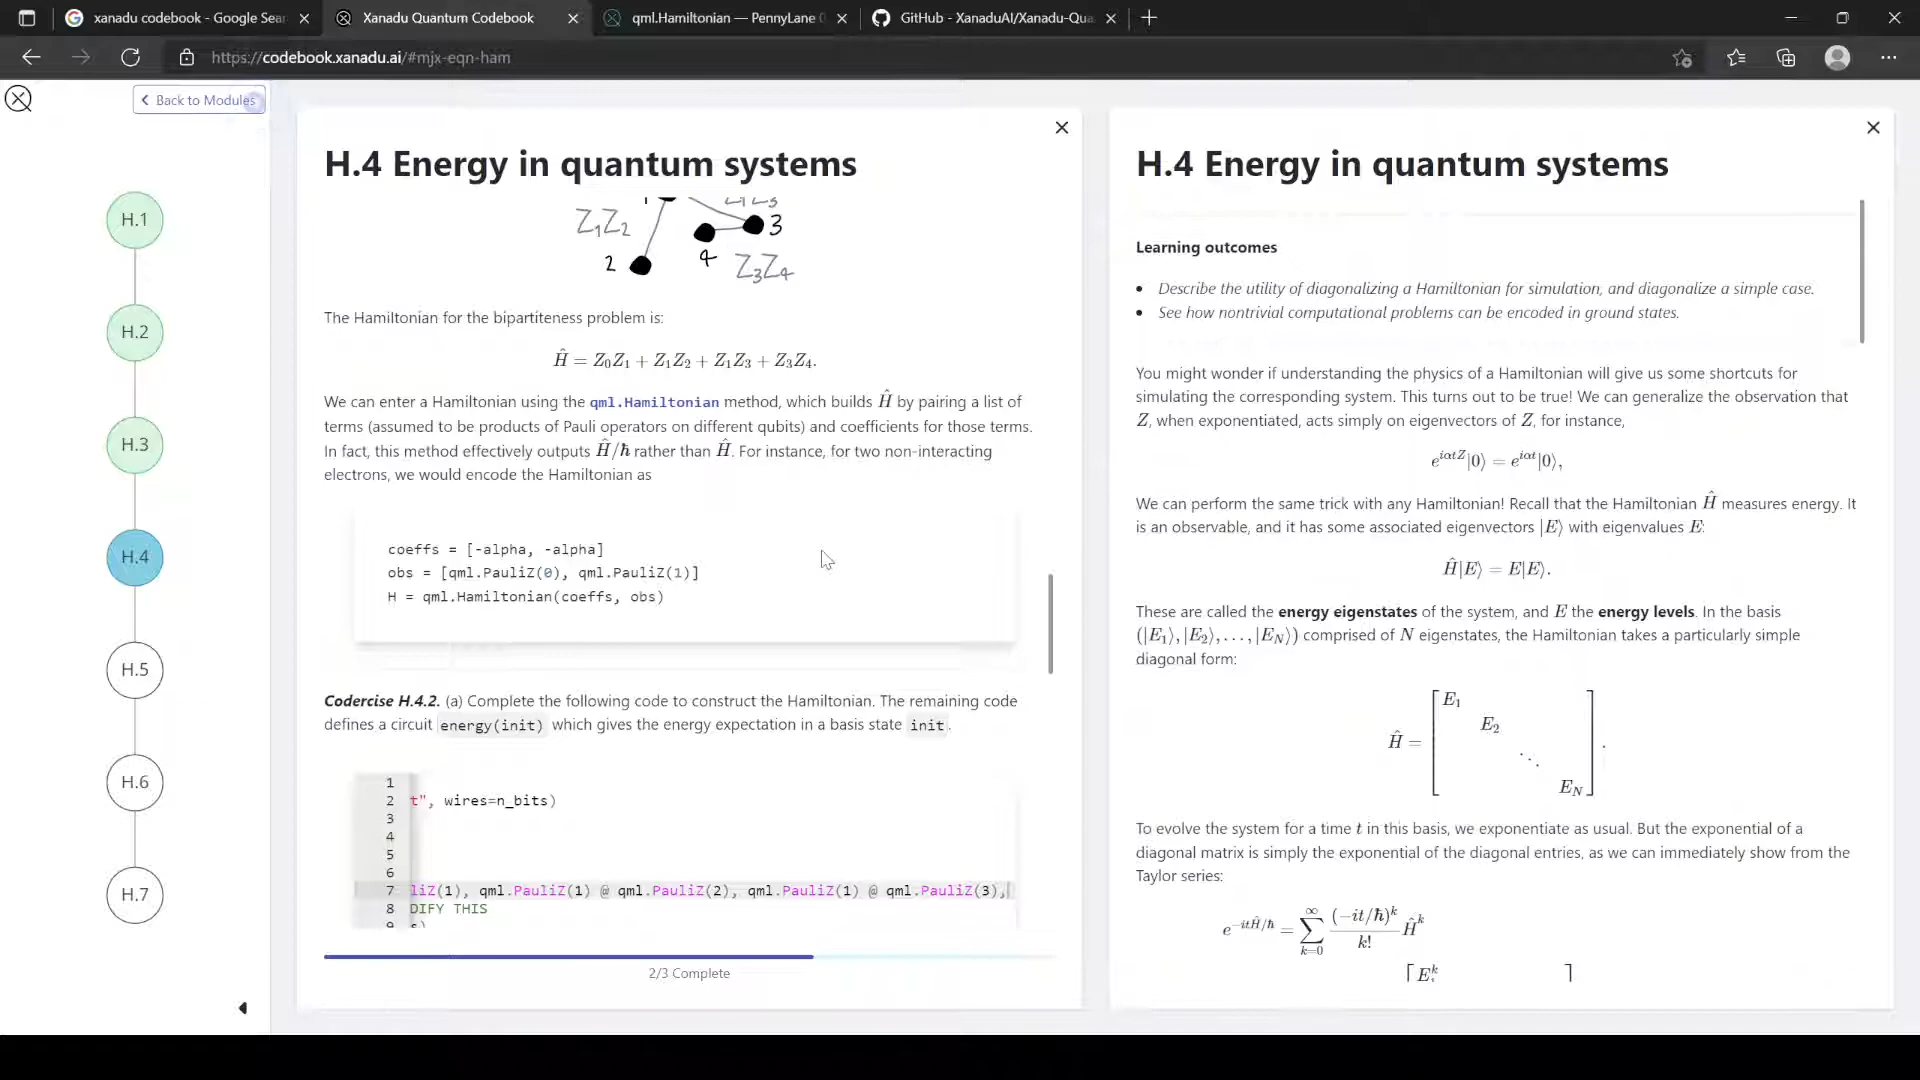 xanadu codebook - Google Sear
Xanadu Quantum Codebook
qml.Hamiltonian — PennyLane 0
GitHub - XanaduAI/Xanadu-Qua
https://codebook.xanadu.ai/#mjx-eqn-ham
Back to Modules
H.1
H.2
H.3
H.4
H.5
H.6
H.7
H.4 Energy in quantum systems
Z₁Z₂
3
2
4
Z₃Z₄
The Hamiltonian for the bipartiteness problem is:
Ĥ = Z₀Z₁ + Z₁Z₂ + Z₁Z₃ + Z₃Z₄.
We can enter a Hamiltonian using the qml.Hamiltonian method, which builds Ĥ by pairing a list of
terms (assumed to be products of Pauli operators on different qubits) and coefficients for those terms.
In fact, this method effectively outputs Ĥ/ħ rather than Ĥ. For instance, for two non-interacting
electrons, we would encode the Hamiltonian as
coeffs = [-alpha, -alpha]
obs = [qml.PauliZ(0), qml.PauliZ(1)]
H = qml.Hamiltonian(coeffs, obs)
Codercise H.4.2. (a) Complete the following code to construct the Hamiltonian. The remaining code
defines a circuit energy(init) which gives the energy expectation in a basis state init.
1
2 t", wires=n_bits)
3
4
5
6
7 liZ(1), qml.PauliZ(1) @ qml.PauliZ(2), qml.PauliZ(1) @ qml.PauliZ(3),
8 DIFY THIS
9 s)
2/3 Complete
H.4 Energy in quantum systems
Learning outcomes
• Describe the utility of diagonalizing a Hamiltonian for simulation, and diagonalize a simple case.
• See how nontrivial computational problems can be encoded in ground states.
You might wonder if understanding the physics of a Hamiltonian will give us some shortcuts for
simulating the corresponding system. This turns out to be true! We can generalize the observation that
Z, when exponentiated, acts simply on eigenvectors of Z, for instance,
e^{iαtZ}|0⟩ = e^{iαt}|0⟩,
We can perform the same trick with any Hamiltonian! Recall that the Hamiltonian Ĥ measures energy. It
is an observable, and it has some associated eigenvectors |E⟩ with eigenvalues E:
Ĥ|E⟩ = E|E⟩.
These are called the energy eigenstates of the system, and E the energy levels. In the basis
(|E₁⟩, |E₂⟩, . . . , |E_N⟩) comprised of N eigenstates, the Hamiltonian takes a particularly simple
diagonal form:
Ĥ = [E₁ E₂ ⋱ E_N].
To evolve the system for a time t in this basis, we exponentiate as usual. But the exponential of a
diagonal matrix is simply the exponential of the diagonal entries, as we can immediately show from the
Taylor series:
e^{-itĤ/ħ} = ∑_{k=0}^{∞} (-it/ħ)^k / k! Ĥ^k